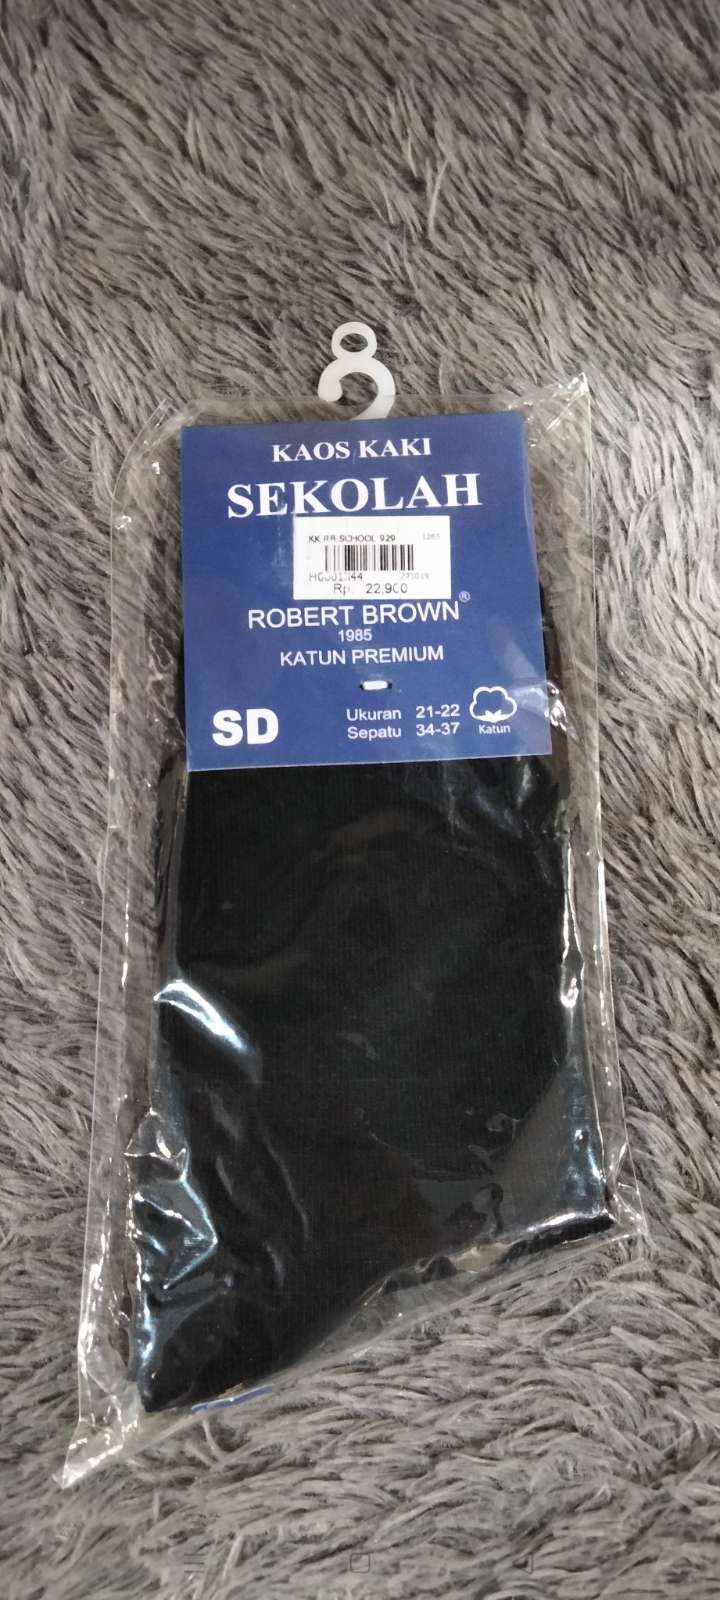 KAOS KAKI
SEKOLAH
KK RB SCHOOL 929
Rp. 22,900
ROBERT BROWN®
1985
KATUN PREMIUM
SD
Ukuran 21-22
Sepatu 34-37
Katun